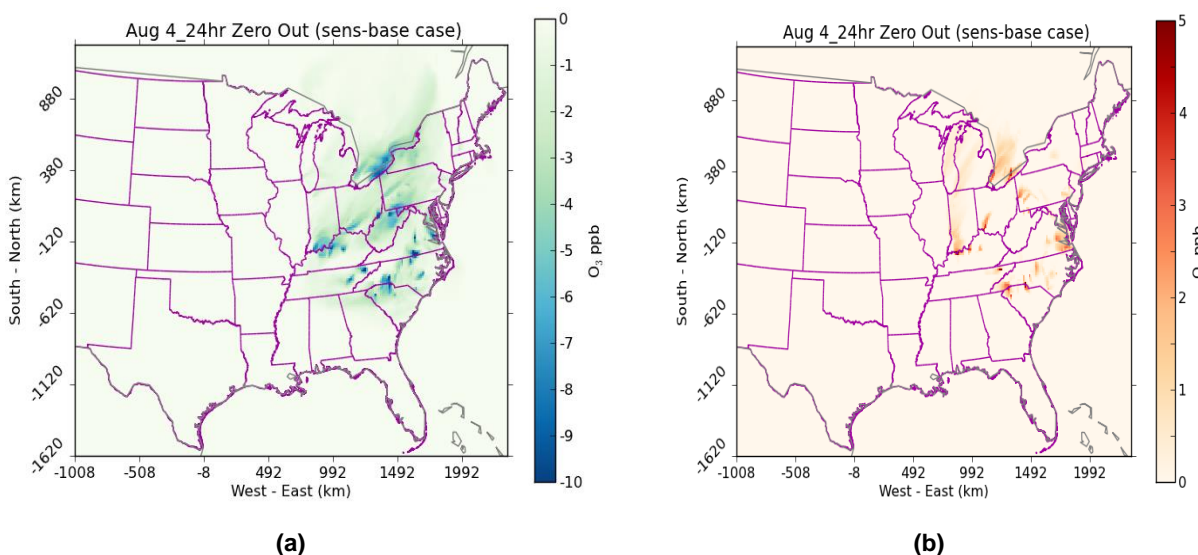 Aug 4_24hr Zero Out (sens-base case)
880
380
-120
-620
-1120
-1620
South - North (km)
-1008 -508 -8 492 992 1492 1992
West - East (km)
0
-1
-2
-3
-4
-5
-6
-7
-8
-9
-10
O3 ppb
(a)
Aug 4_24hr Zero Out (sens-base case)
880
380
-120
-620
-1120
-1620
South - North (km)
-1008 -508 -8 492 992 1492 1992
West - East (km)
5
4
3
2
1
0
(b)